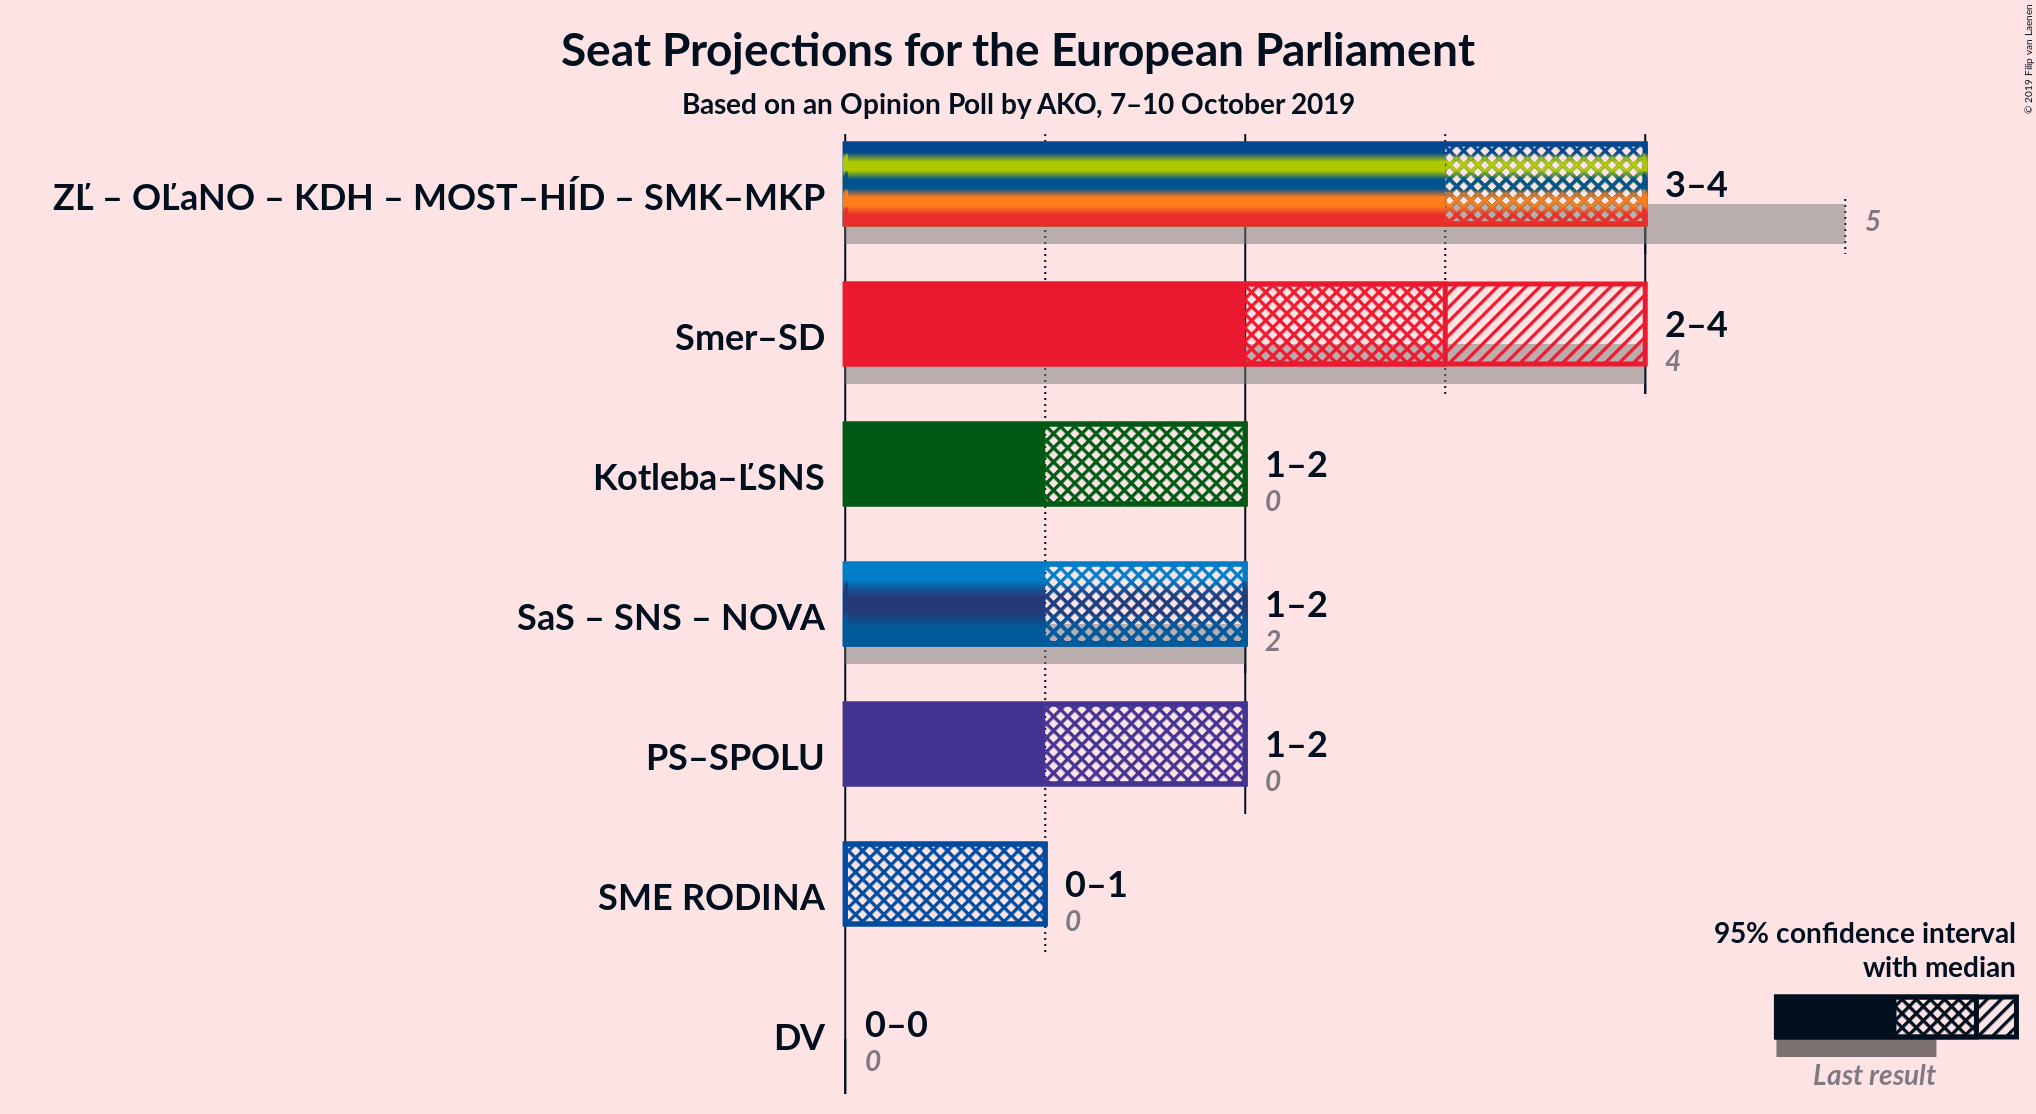 Seat Projections for the European Parliament
Based on an Opinion Poll by AKO, 7–10 October 2019
© 2019 Filip van Laenen
ZĽ – OĽaNO – KDH – MOST–HÍD – SMK–MKP
3–4
5
Smer–SD
2–4
4
Kotleba–ĽSNS
1–2
0
SaS – SNS – NOVA
1–2
2
PS–SPOLU
1–2
0
SME RODINA
0–1
0
DV
0–0
0
95% confidence interval
with median
Last result